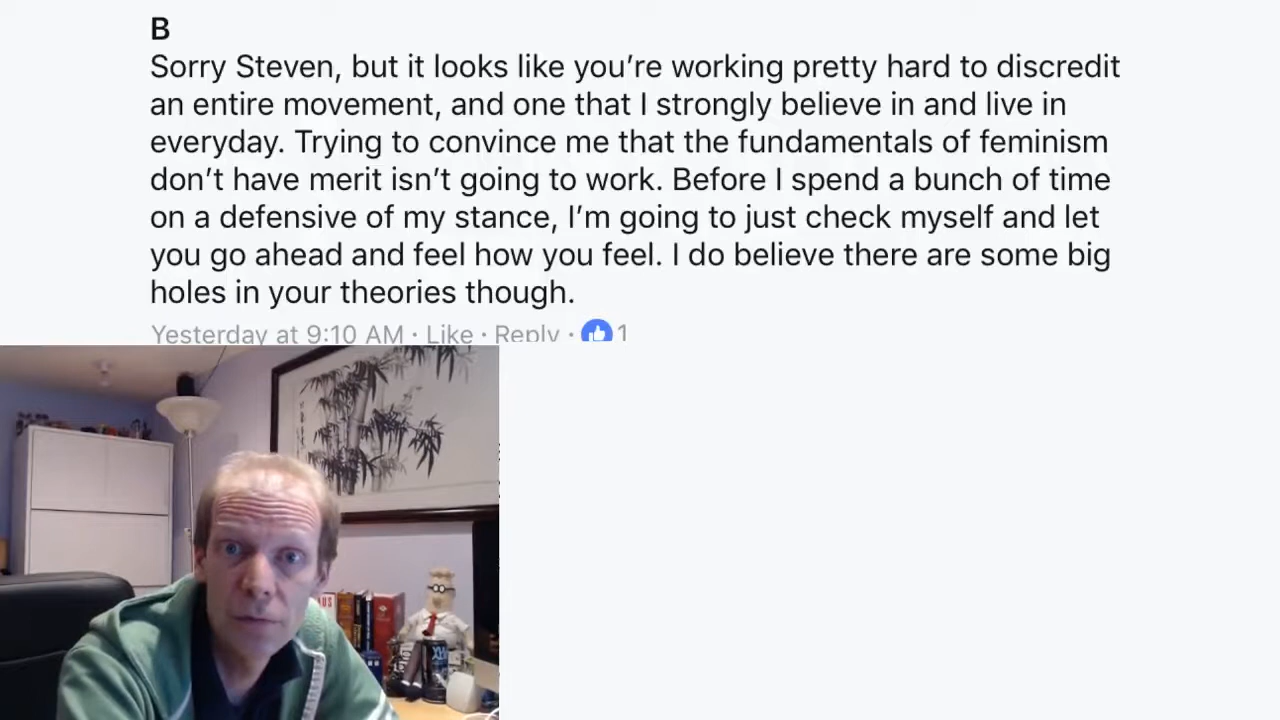 B
Sorry Steven, but it looks like you’re working pretty hard to discredit
an entire movement, and one that I strongly believe in and live in
everyday. Trying to convince me that the fundamentals of feminism
don’t have merit isn’t going to work. Before I spend a bunch of time
on a defensive of my stance, I’m going to just check myself and let
you go ahead and feel how you feel. I do believe there are some big
holes in your theories though.
Yesterday at 9:10 AM · Like · Reply · 1